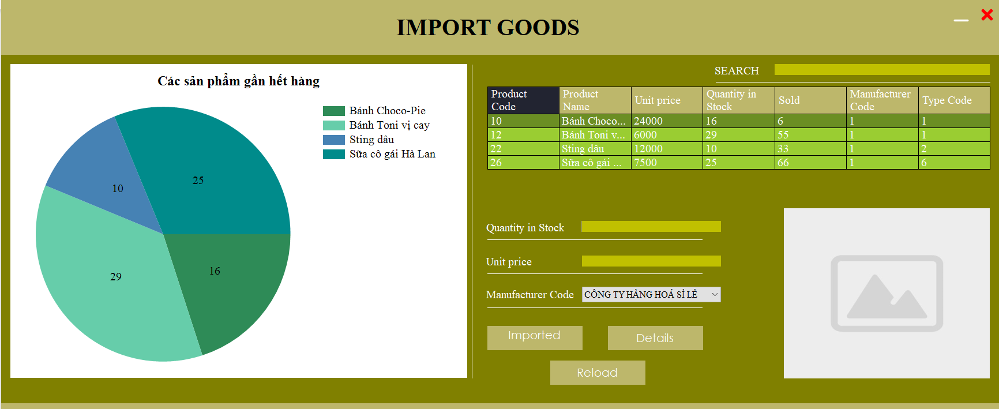 IMPORT GOODS
Các sản phẩm gần hết hàng
Bánh Choco-Pie
Bánh Toni vị cay
Sting dâu
Sữa cô gái Hà Lan
25
10
29
16
SEARCH
Product Code Product Name Unit price Quantity in Stock Sold Manufacturer Code Type Code
10 Bánh Choco... 24000 16 6 1 1
12 Bánh Toni v... 6000 29 55 1 1
22 Sting dâu 12000 10 33 1 2
26 Sữa cô gái ... 7500 25 66 1 6
Quantity in Stock
Unit price
Manufacturer Code CÔNG TY HÀNG HOÁ SỈ LẺ
Imported Details
Reload